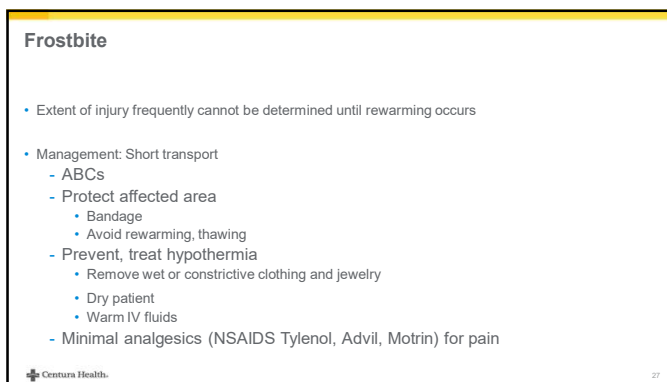 Frostbite
• Extent of injury frequently cannot be determined until rewarming occurs
• Management: Short transport
- ABCs
- Protect affected area
• Bandage
• Avoid rewarming, thawing
- Prevent, treat hypothermia
• Remove wet or constrictive clothing and jewelry
• Dry patient
• Warm IV fluids
- Minimal analgesics (NSAIDS Tylenol, Advil, Motrin) for pain
Centura Health.
27